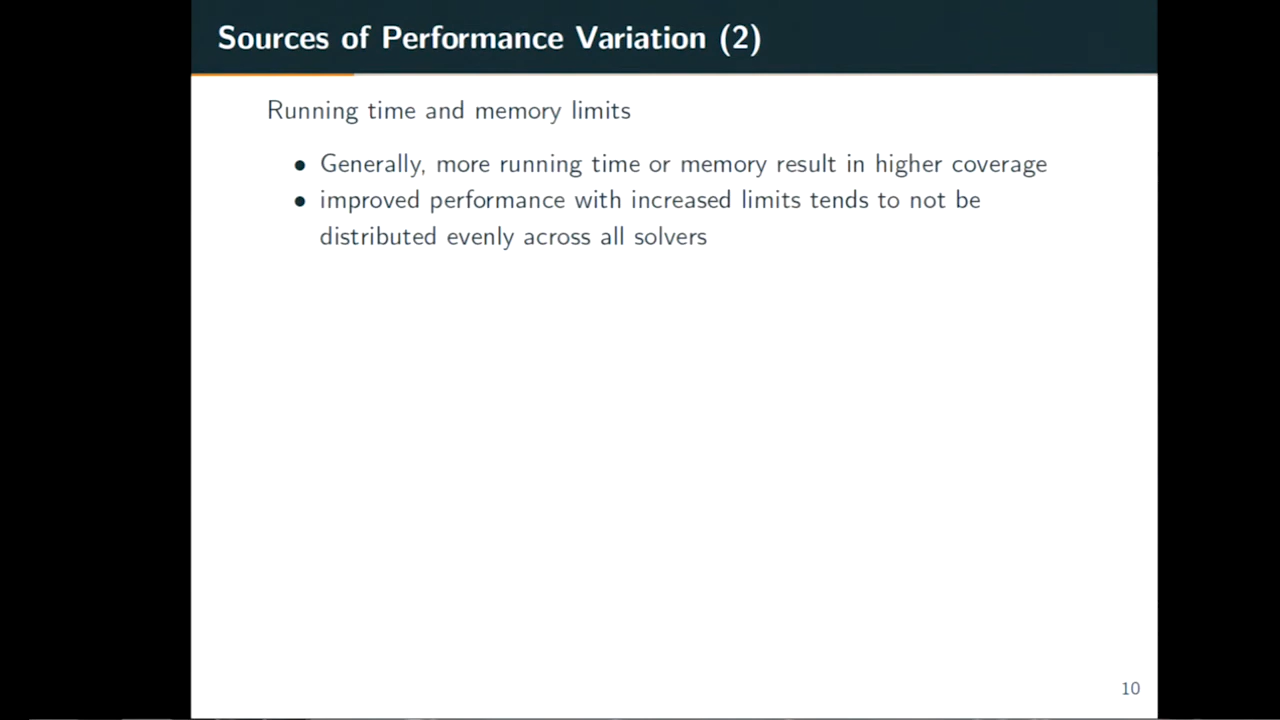 Sources of Performance Variation (2)
Running time and memory limits
• Generally, more running time or memory result in higher coverage
• improved performance with increased limits tends to not be
distributed evenly across all solvers
10